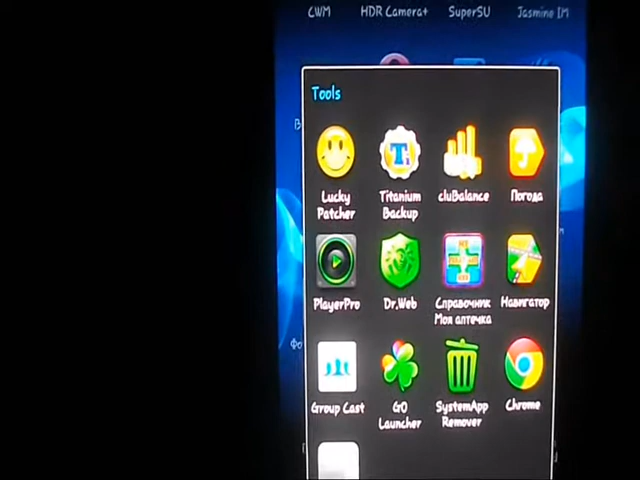 CWM HDR Camera+ SuperSU Jasmine IM
Tools
Lucky Patcher
Titanium Backup
cluBalance
Погода
PlayerPro
Dr.Web
Справочник Моя аптечка
Навигатор
Group Cast
GO Launcher
SystemApp Remover
Chrome